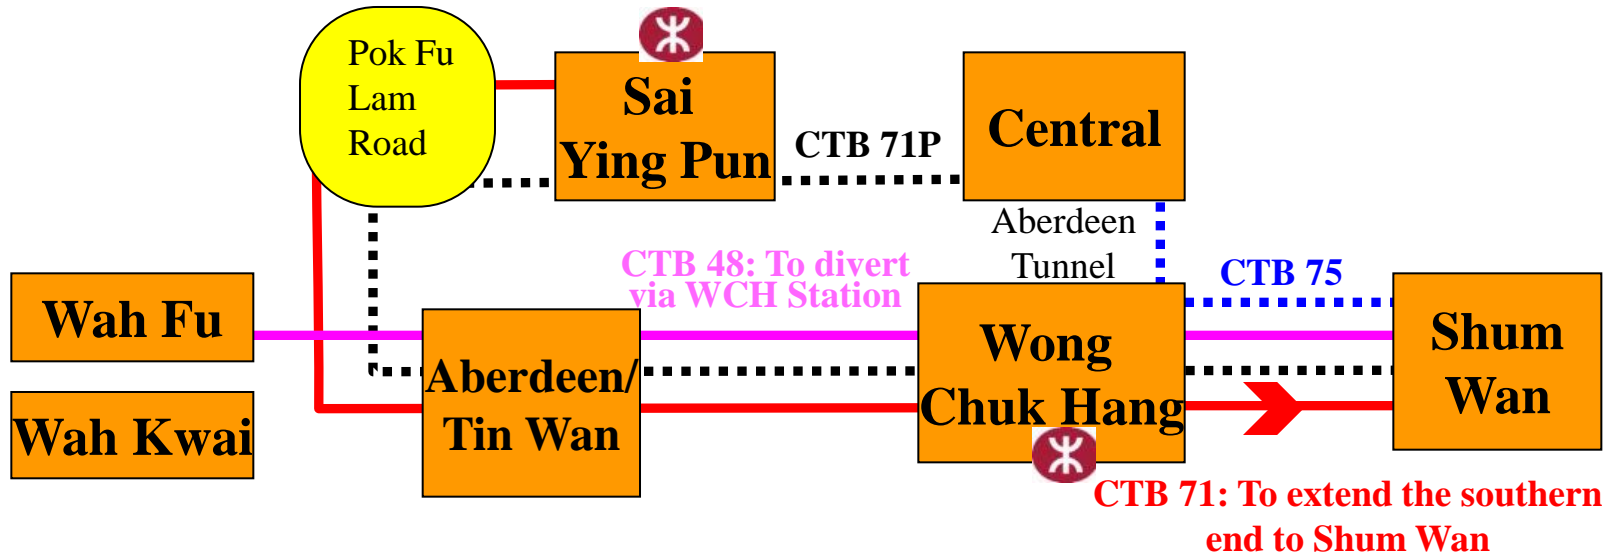 Pok Fu
Lam
Road
Sai
Ying Pun
CTB 71P
Central
Aberdeen
Tunnel
CTB 48: To divert
via WCH Station
CTB 75
Wah Fu
Wah Kwai
Aberdeen/
Tin Wan
Wong
Chuk Hang
Shum
Wan
CTB 71: To extend the southern
end to Shum Wan